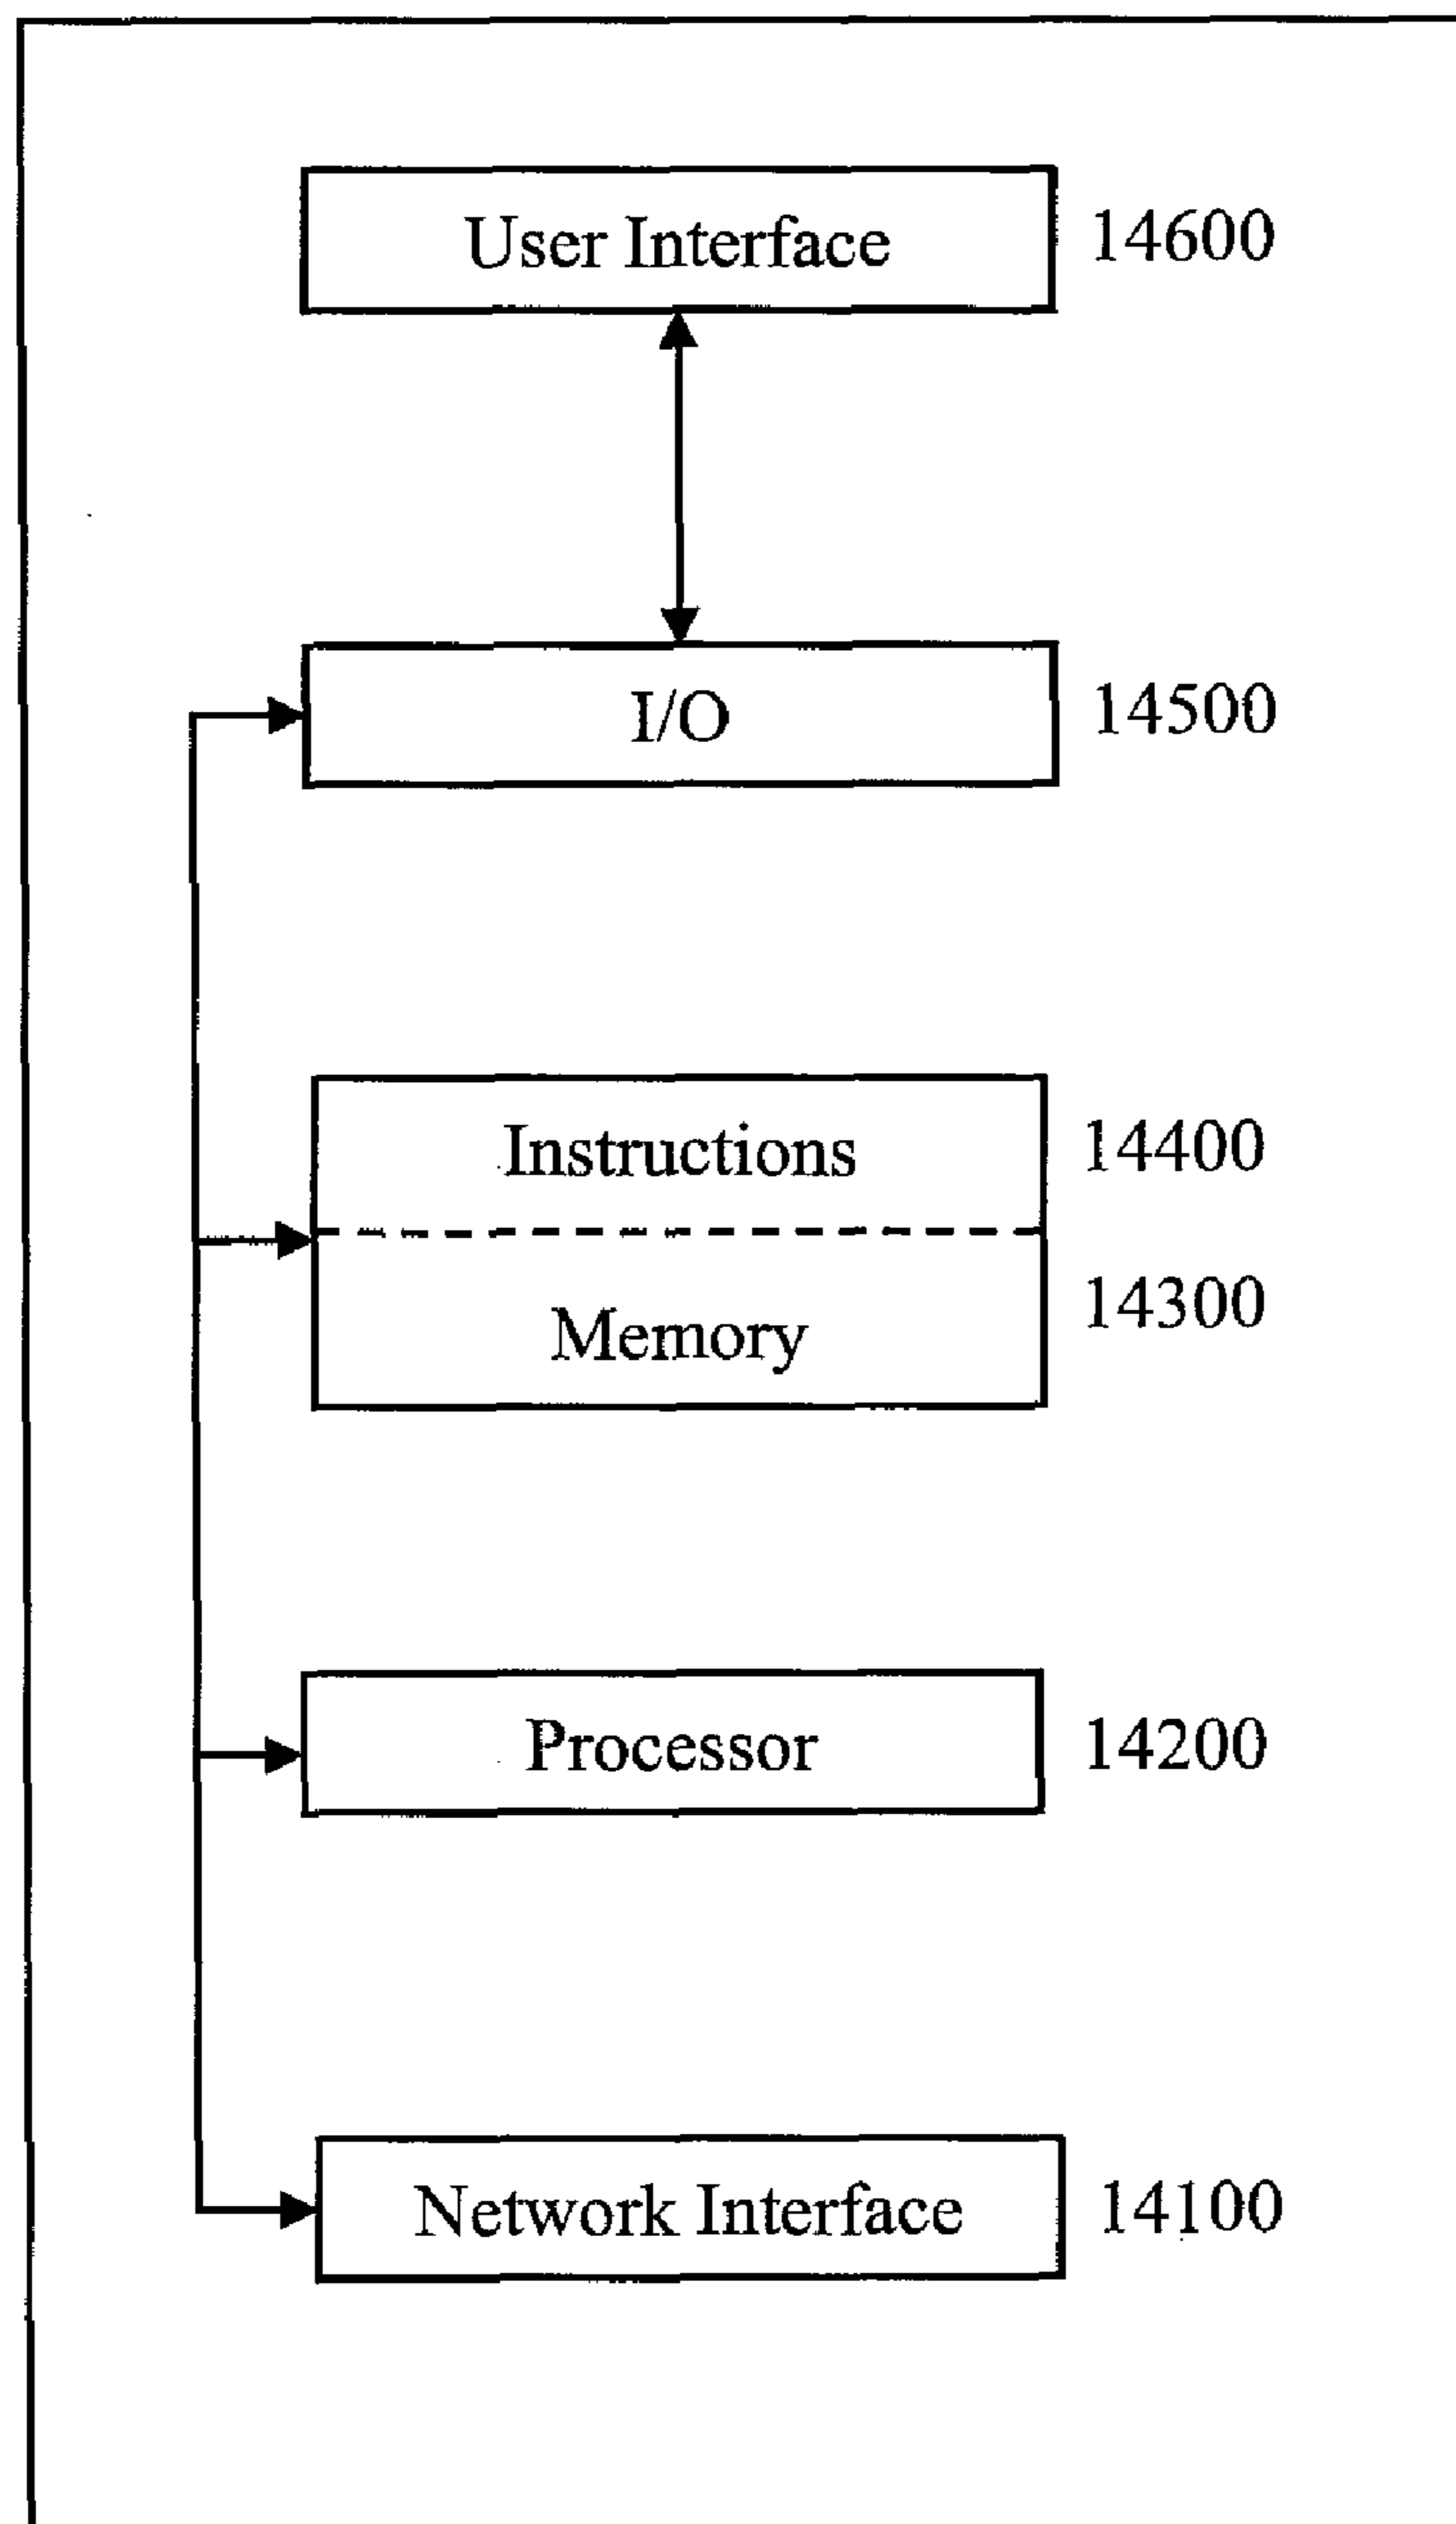 User Interface 14600
I/O 14500
Instructions 14400
Memory 14300
Processor 14200
Network Interface 14100